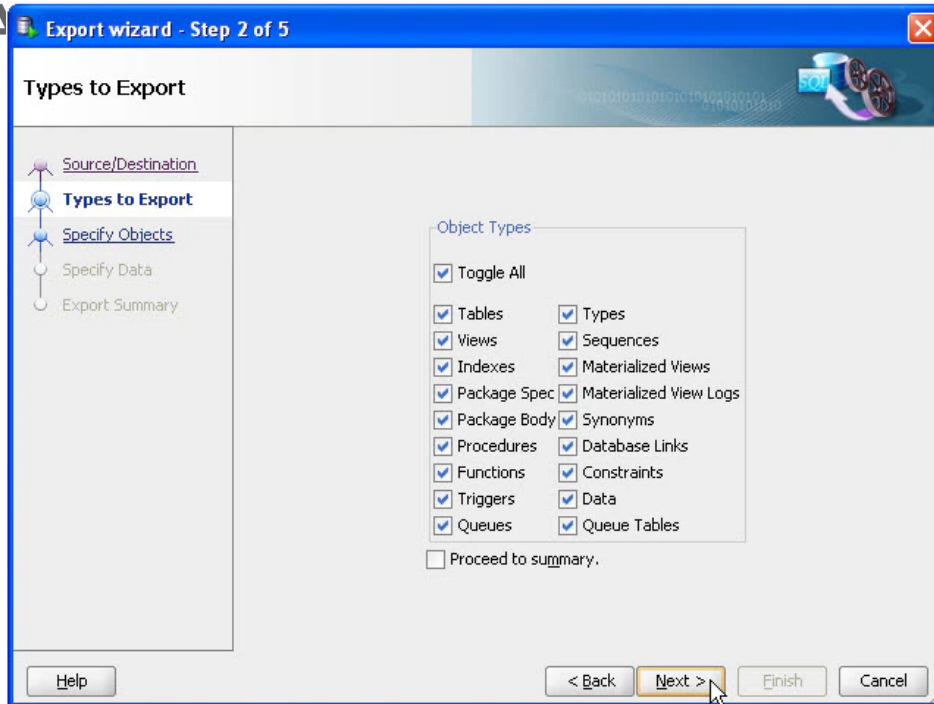 Export wizard - Step 2 of 5
Types to Export
SQL
Source/Destination
Types to Export
Specify Objects
Specify Data
Export Summary
Object Types
Toggle All
Tables
Types
Views
Sequences
Indexes
Materialized Views
Package Spec
Materialized View Logs
Package Body
Synonyms
Procedures
Database Links
Functions
Constraints
Triggers
Data
Queues
Queue Tables
Proceed to summary.
Help
< Back
Next >
Finish
Cancel